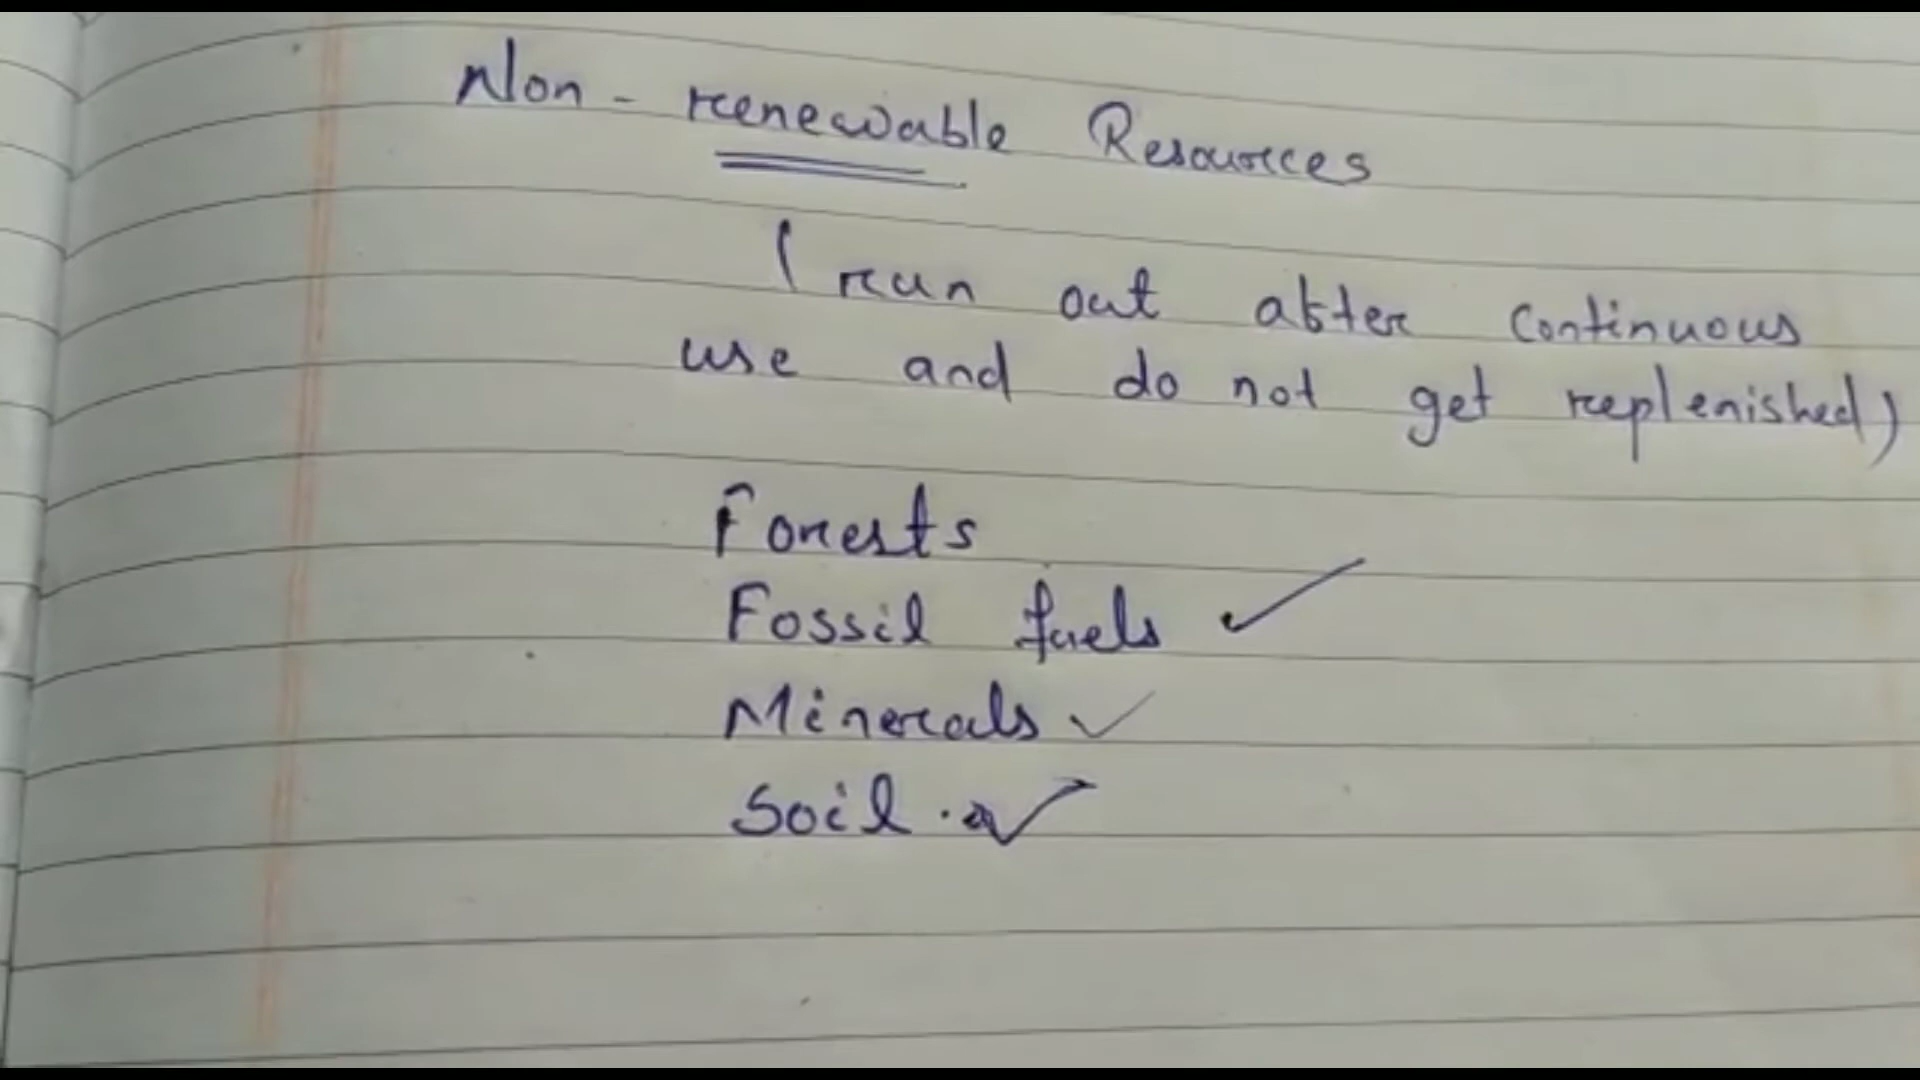 Non - renewable Resources
( run out after continuous
use and do not get replenished)
Forests
Fossil fuels ✓
Minerals ✓
Soil . ✓